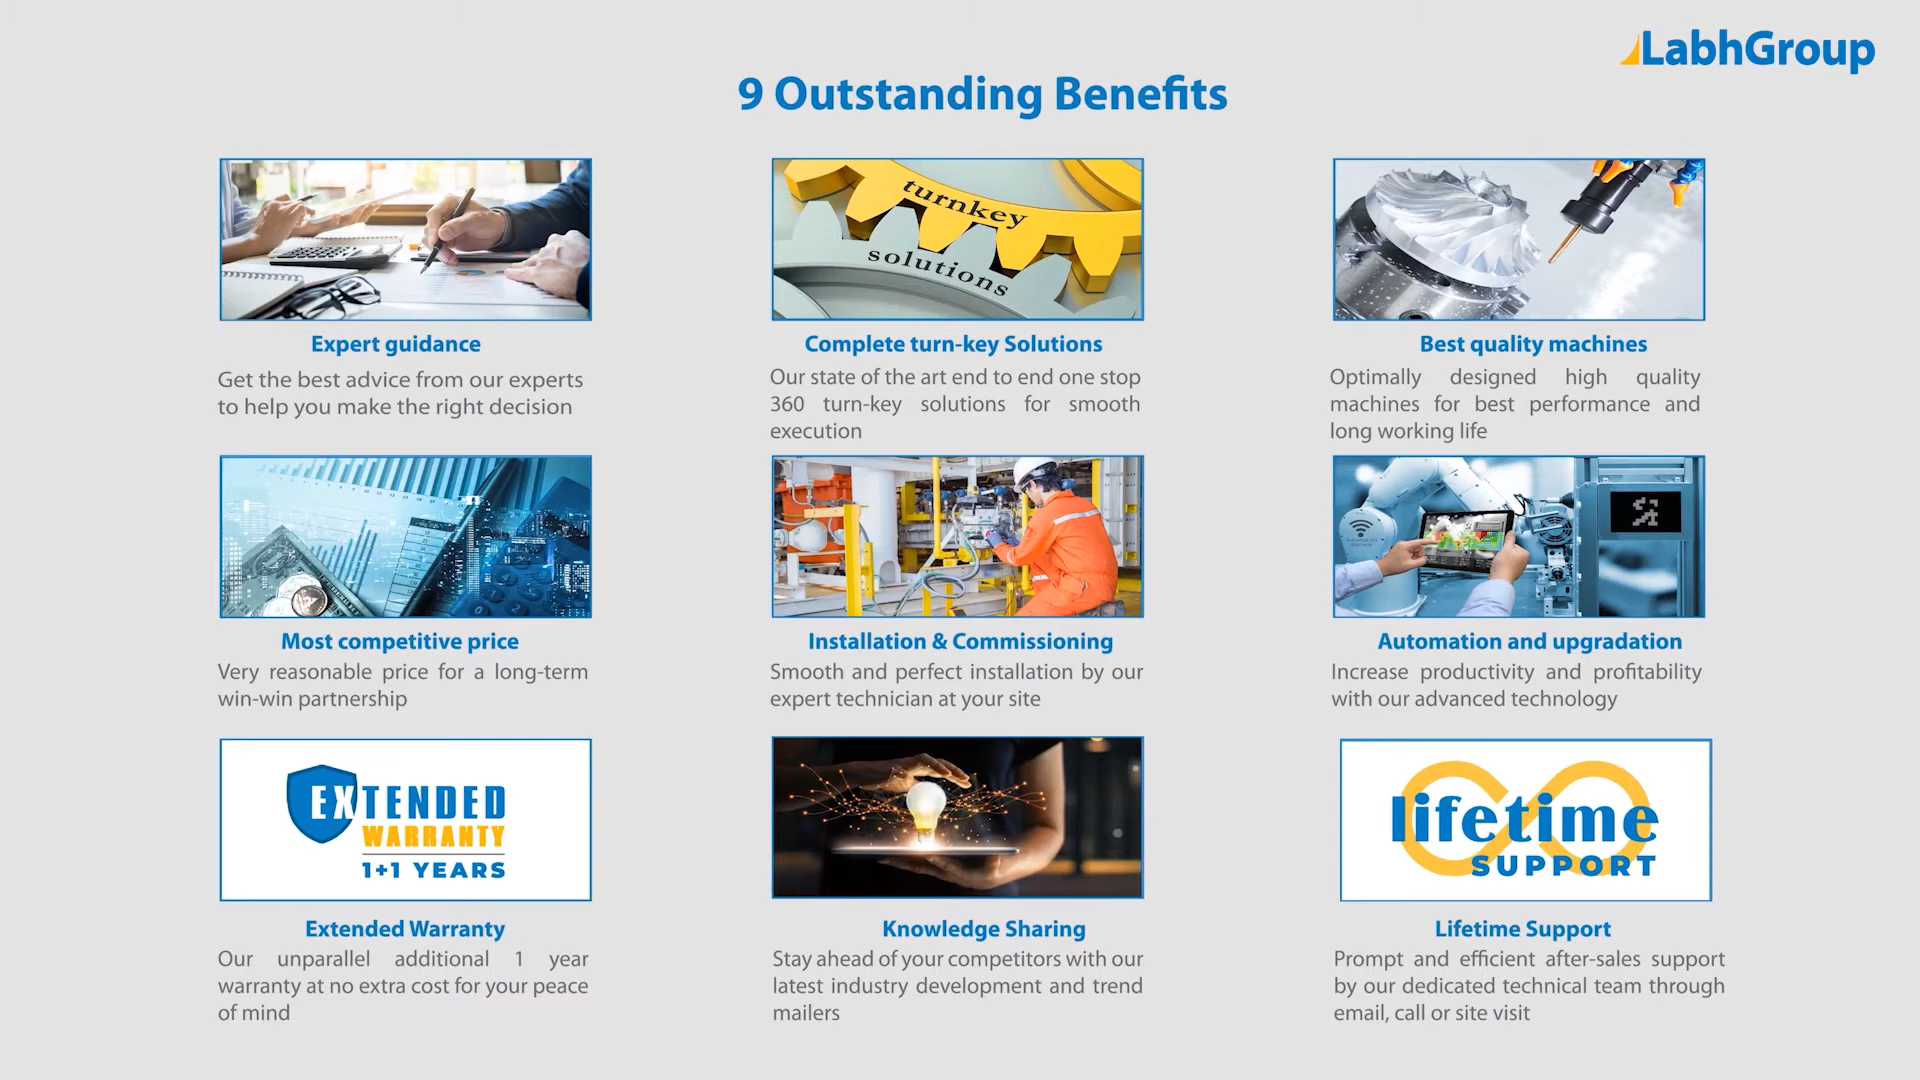 LabhGroup
9 Outstanding Benefits
turnkey
solutions
Expert guidance
Get the best advice from our experts
to help you make the right decision
Complete turn-key Solutions
Our state of the art end to end one stop
360 turn-key solutions for smooth
execution
Best quality machines
Optimally designed high quality
machines for best performance and
long working life
Most competitive price
Very reasonable price for a long-term
win-win partnership
Installation & Commissioning
Smooth and perfect installation by our
expert technician at your site
Automation and upgradation
Increase productivity and profitability
with our advanced technology
EXTENDED
WARRANTY
1+1 YEARS
Extended Warranty
Our unparallel additional 1 year
warranty at no extra cost for your peace
of mind
Knowledge Sharing
Stay ahead of your competitors with our
latest industry development and trend
mailers
lifetime
SUPPORT
Lifetime Support
Prompt and efficient after-sales support
by our dedicated technical team through
email, call or site visit